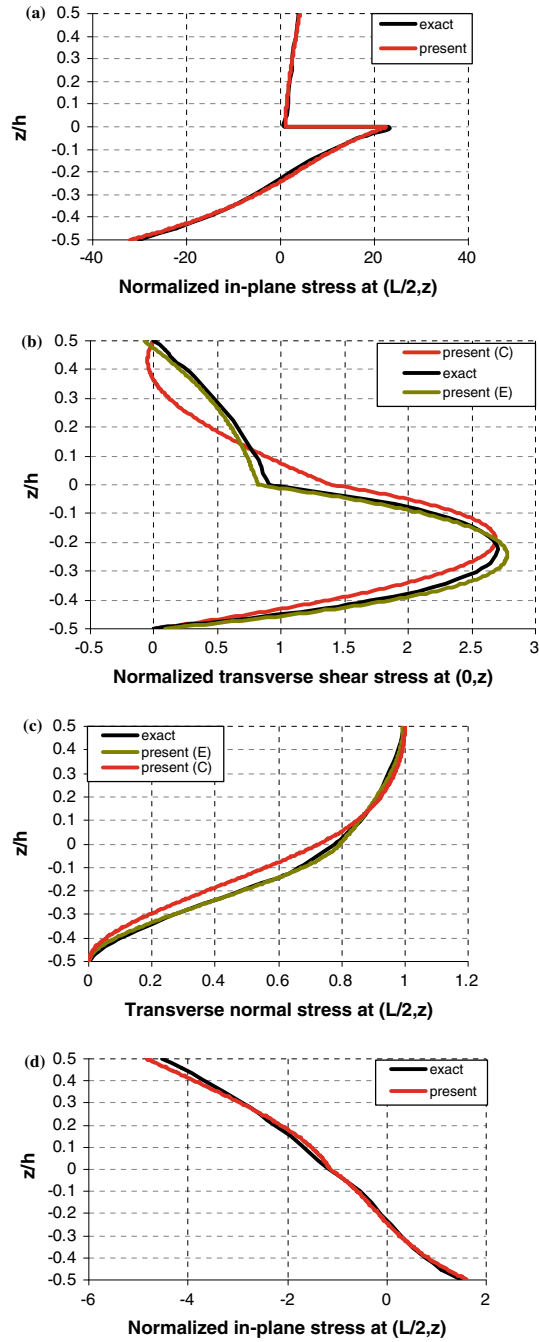 (a)
0.5
0.4
0.3
0.2
0.1
0
-0.1
-0.2
-0.3
-0.4
-0.5
z/h
exact
present
-40 -20 0 20 40
Normalized in-plane stress at (L/2,z)
(b)
0.5
0.4
0.3
0.2
0.1
0
-0.1
-0.2
-0.3
-0.4
-0.5
z/h
present (C)
exact
present (E)
-0.5 0 0.5 1 1.5 2 2.5 3
Normalized transverse shear stress at (0,z)
(c)
0.5
0.4
0.3
0.2
0.1
0
-0.1
-0.2
-0.3
-0.4
-0.5
z/h
exact
present (E)
present (C)
0 0.2 0.4 0.6 0.8 1 1.2
Transverse normal stress at (L/2,z)
(d)
0.5
0.4
0.3
0.2
0.1
0
-0.1
-0.2
-0.3
-0.4
-0.5
z/h
exact
present
-6 -4 -2 0 2
Normalized in-plane stress at (L/2,z)